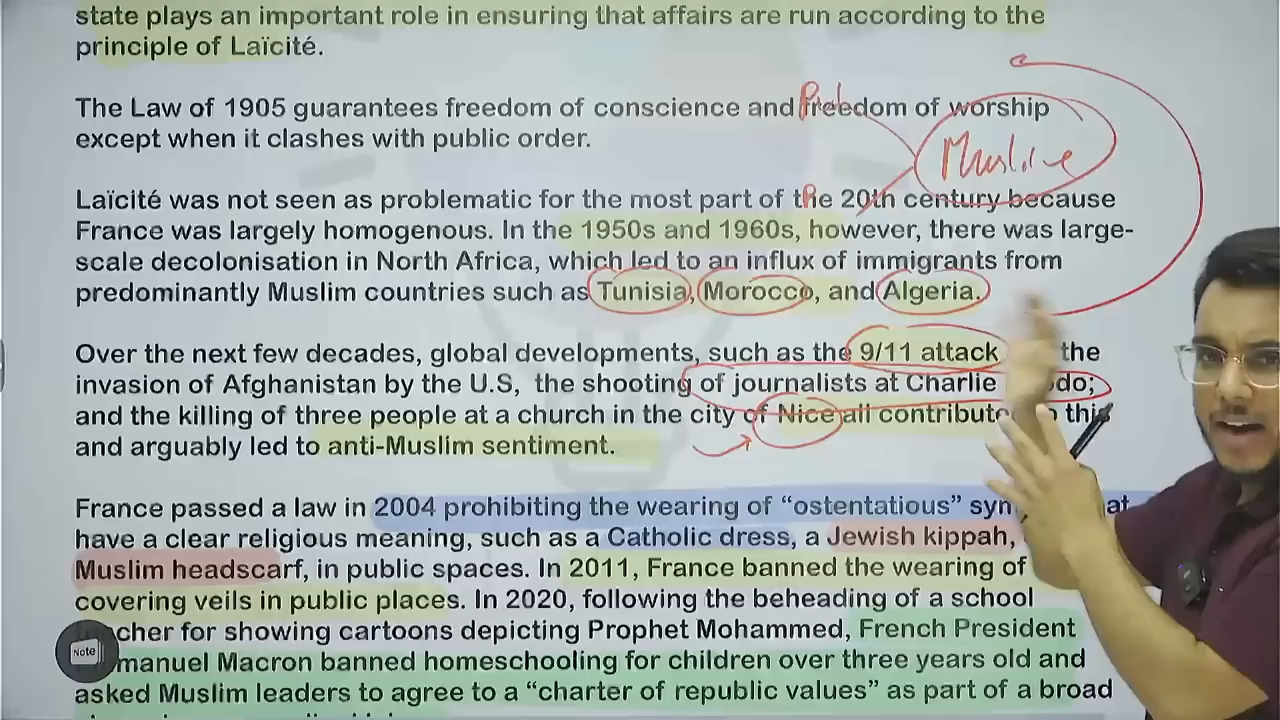 state plays an important role in ensuring that affairs are run according to the
principle of Laïcité.
The Law of 1905 guarantees freedom of conscience and freedom of worship
except when it clashes with public order.
Muslim
Laïcité was not seen as problematic for the most part of the 20th century because
France was largely homogenous. In the 1950s and 1960s, however, there was large-
scale decolonisation in North Africa, which led to an influx of immigrants from
predominantly Muslim countries such as Tunisia, Morocco, and Algeria.
Over the next few decades, global developments, such as the 9/11 attack the
invasion of Afghanistan by the U.S, the shooting of journalists at Charlie do;
and the killing of three people at a church in the city of Nice all contribute this
and arguably led to anti-Muslim sentiment.
France passed a law in 2004 prohibiting the wearing of “ostentatious” at
have a clear religious meaning, such as a Catholic dress, a Jewish kippah,
Muslim headscarf, in public spaces. In 2011, France banned the wearing of
covering veils in public places. In 2020, following the beheading of a school
cher for showing cartoons depicting Prophet Mohammed, French President
manuel Macron banned homeschooling for children over three years old and
Note
asked Muslim leaders to agree to a “charter of republic values” as part of a broad